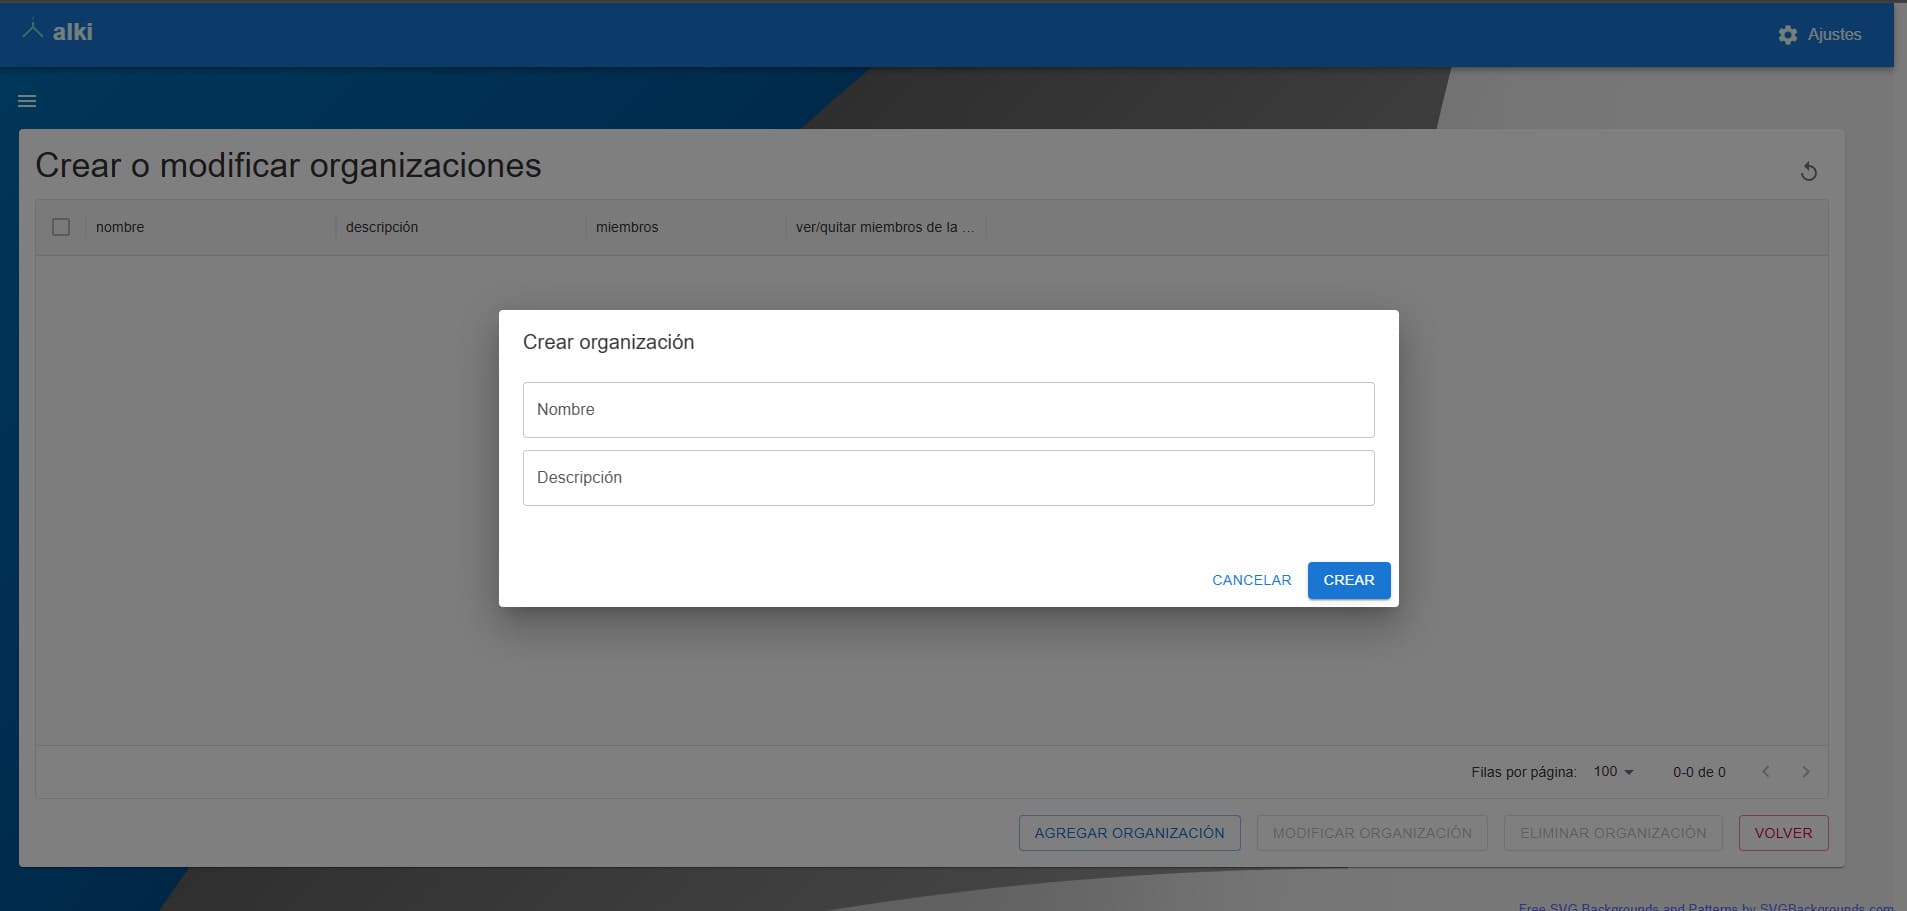 alki
Ajustes
Crear o modificar organizaciones
nombre descripción miembros ver/quitar miembros de la ...
Crear organización
Nombre
Descripción
CANCELAR CREAR
Filas por página: 100 0-0 de 0
AGREGAR ORGANIZACIÓN MODIFICAR ORGANIZACIÓN ELIMINAR ORGANIZACIÓN VOLVER
Free SVG Backgrounds and Patterns by SVGBackgrounds.com